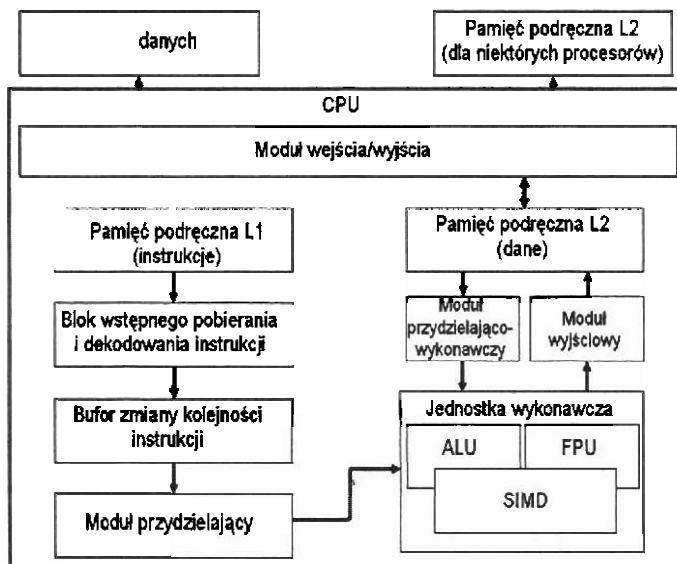 danych
Pamięć podręczna L2
(dla niektórych procesorów)
CPU
Moduł wejścia/wyjścia
Pamięć podręczna L1
(instrukcje)
Pamięć podręczna L2
(dane)
Blok wstępnego pobierania
i dekodowania instrukcji
Moduł
przydzielająco-
wykonawczy
Moduł
wyjściowy
Bufor zmiany kolejności
instrukcji
Jednostka wykonawcza
ALU
FPU
SIMD
Moduł przydzielający